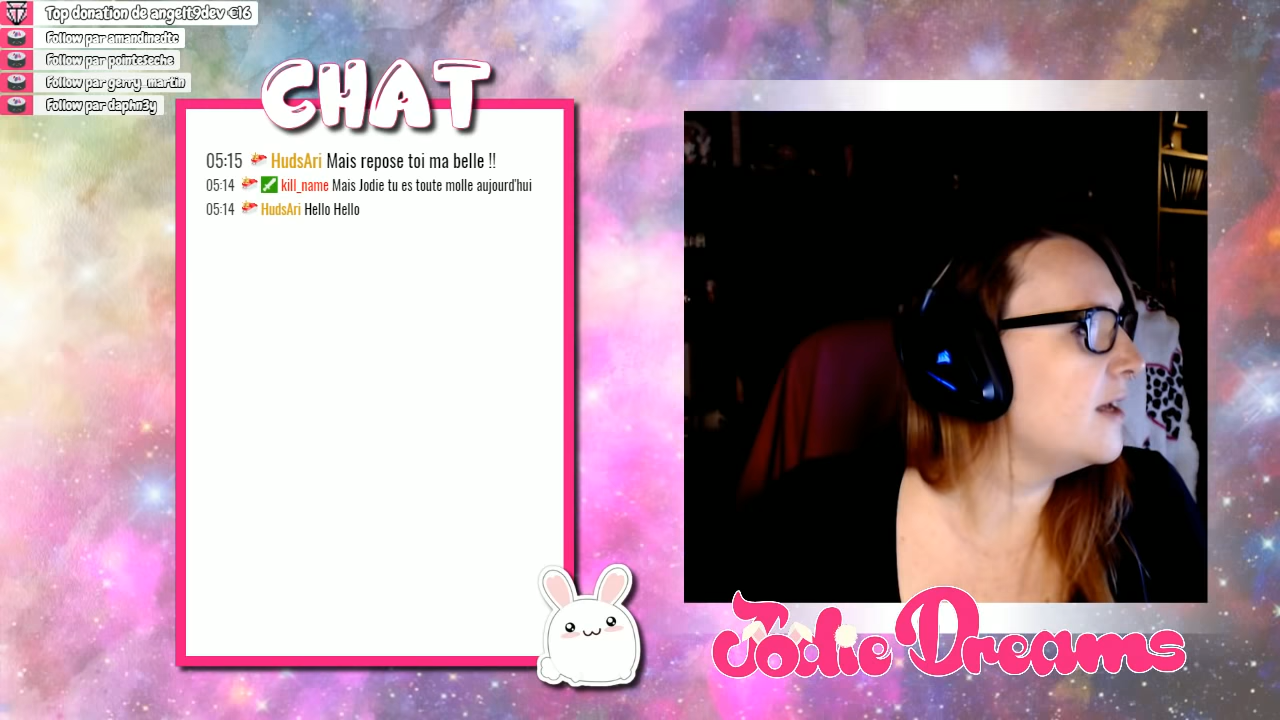 Top donation de angell9dev €16
Follow par amandinedtc
Follow par pointeseche
Follow par gerry_martin
Follow par daphn3y
CHAT
05:15 HudsAri Mais repose toi ma belle !!
05:14 kill_name Mais Jodie tu es toute molle aujourd'hui
05:14 HudsAri Hello Hello
Jodie Dreams